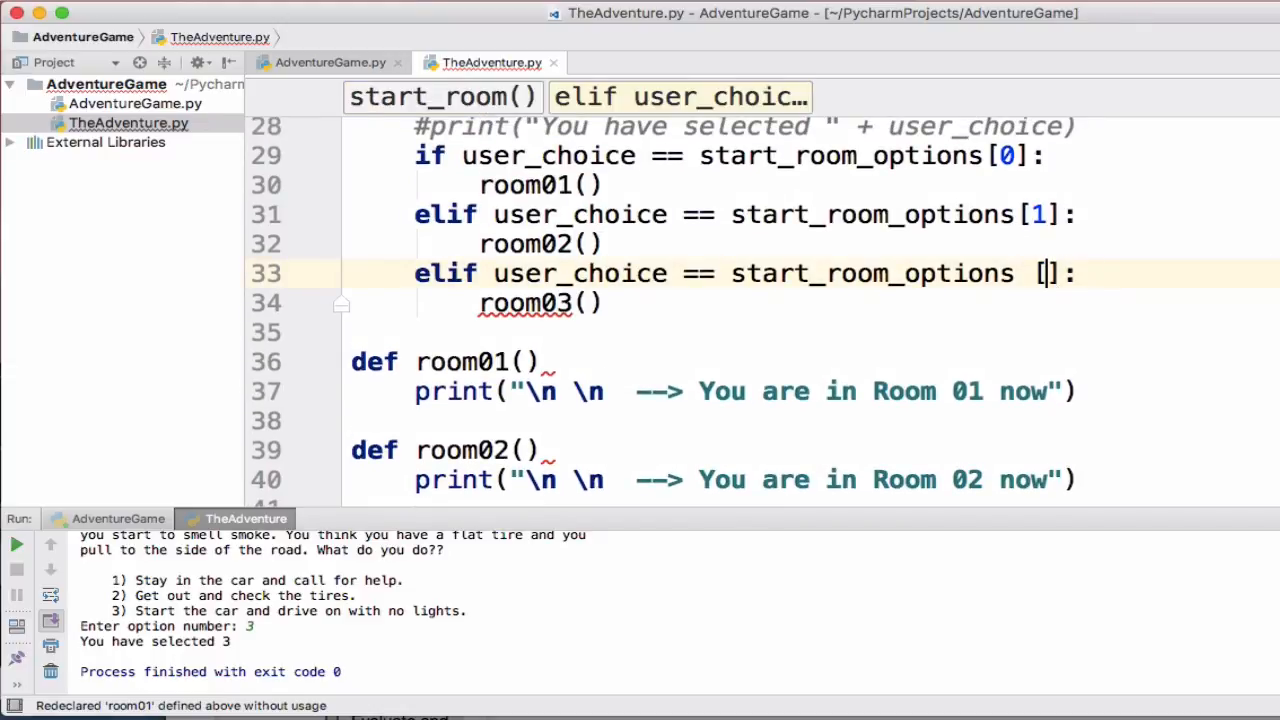 TheAdventure.py - AdventureGame - [~/PycharmProjects/AdventureGame]
AdventureGame TheAdventure.py
Project AdventureGame.py TheAdventure.py
AdventureGame ~/Pycharm
AdventureGame.py
TheAdventure.py
External Libraries
start_room() elif user_choic…
28 #print("You have selected " + user_choice)
29 if user_choice == start_room_options[0]:
30 room01()
31 elif user_choice == start_room_options[1]:
32 room02()
33 elif user_choice == start_room_options []:
34 room03()
35
36 def room01()
37 print("\n \n --> You are in Room 01 now")
38
39 def room02()
40 print("\n \n --> You are in Room 02 now")
Run: AdventureGame TheAdventure
you start to smell smoke. You think you have a flat tire and you
pull to the side of the road. What do you do??
1) Stay in the car and call for help.
2) Get out and check the tires.
3) Start the car and drive on with no lights.
Enter option number: 3
You have selected 3
Process finished with exit code 0
Redeclared 'room01' defined above without usage